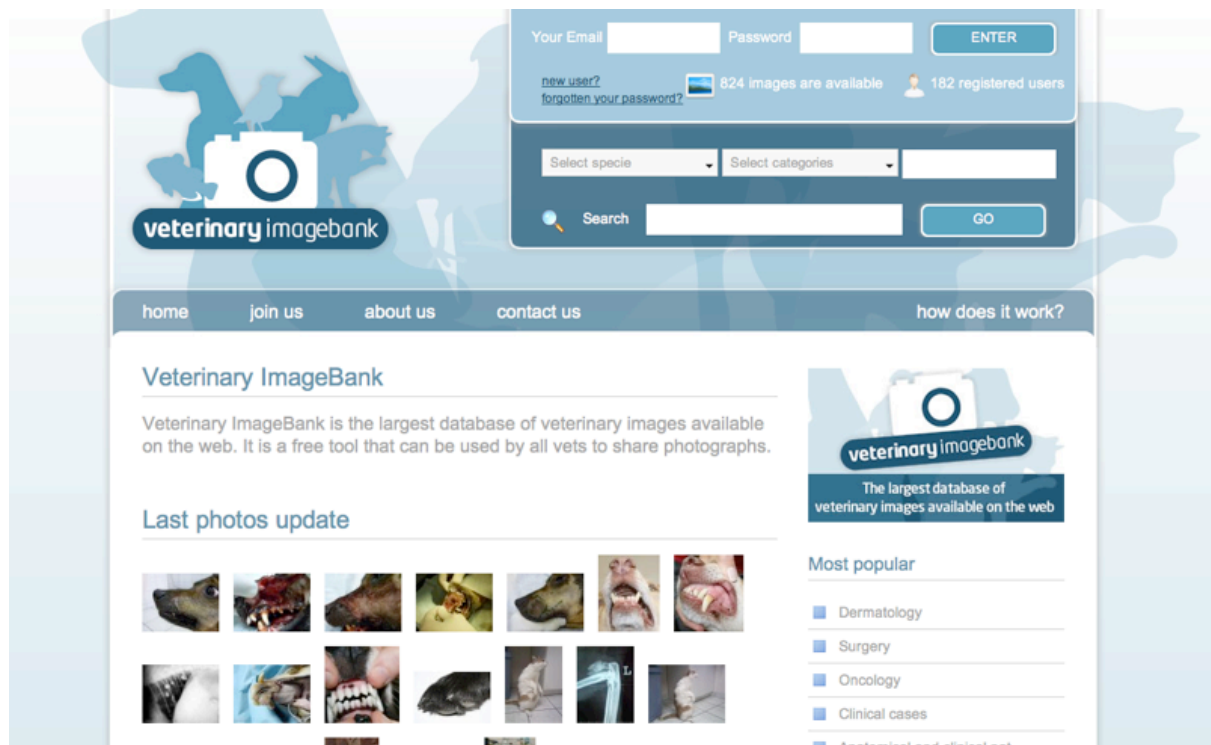 Your Email
Password
ENTER
new user?
forgotten your password?
824 images are available
182 registered users
Select specie
Select categories
Search
GO
veterinary imagebank
home
join us
about us
contact us
how does it work?
Veterinary ImageBank
Veterinary ImageBank is the largest database of veterinary images available
on the web. It is a free tool that can be used by all vets to share photographs.
veterinary imagebank
The largest database of
veterinary images available on the web
Last photos update
L
Most popular
Dermatology
Surgery
Oncology
Clinical cases